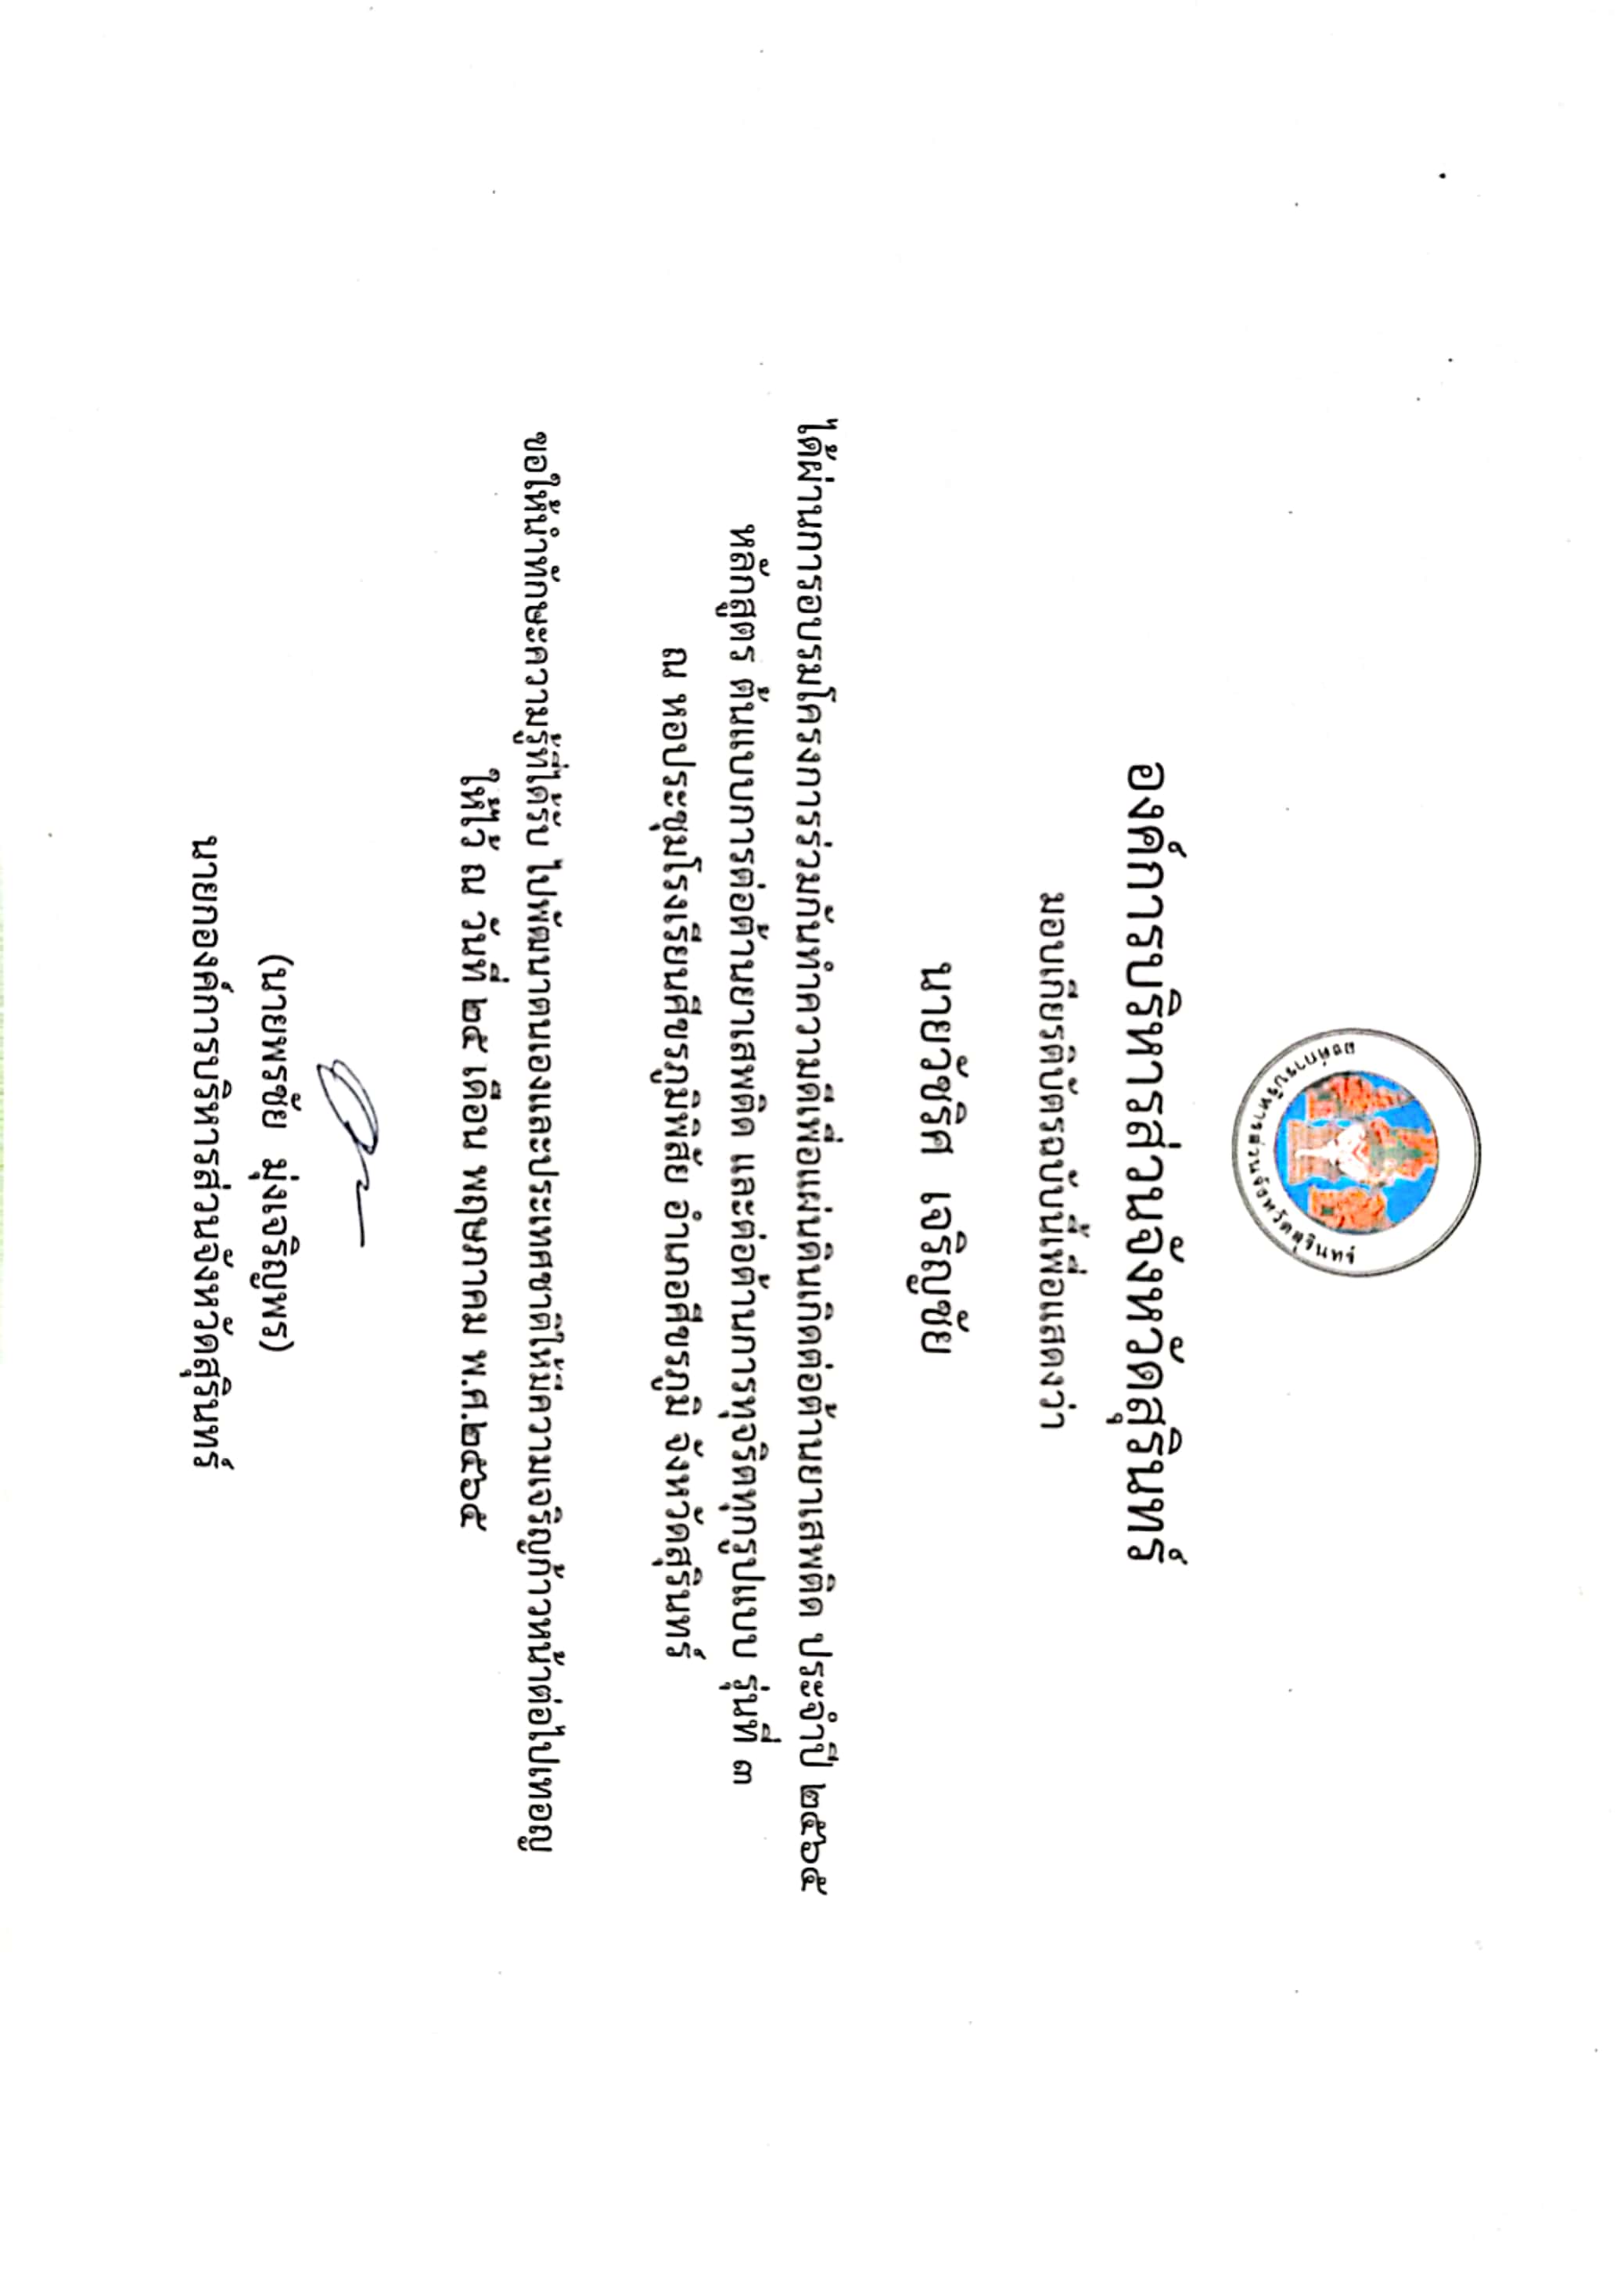 องค์การบริหารส่วนจังหวัดสุรินทร์
องค์การบริหารส่วนจังหวัดสุรินทร์
มอบเกียรติบัตรฉบับนี้เพื่อแสดงว่า
นายวัชริศ เจริญชัย
ได้ผ่านการอบรมโครงการร่วมกันทำความดีเพื่อแผ่นดินเกิดต่อต้านยาเสพติด ประจำปี ๒๕๖๕
หลักสูตร ต้นแบบการต่อต้านยาเสพติด และต่อต้านการทุจริตทุกรูปแบบ รุ่นที่ ๓
ณ หอประชุมโรงเรียนศีขรภูมิพิสัย อำเภอศีขรภูมิ จังหวัดสุรินทร์
ขอให้นำทักษะความรู้ที่ได้รับ ไปพัฒนาตนเองและประเทศชาติให้มีความเจริญก้าวหน้าต่อไปเทอญ
ให้ไว้ ณ วันที่ ๒๕ เดือน พฤษภาคม พ.ศ.๒๕๖๕
(นายพรชัย มุ่งเจริญพร)
นายกองค์การบริหารส่วนจังหวัดสุรินทร์